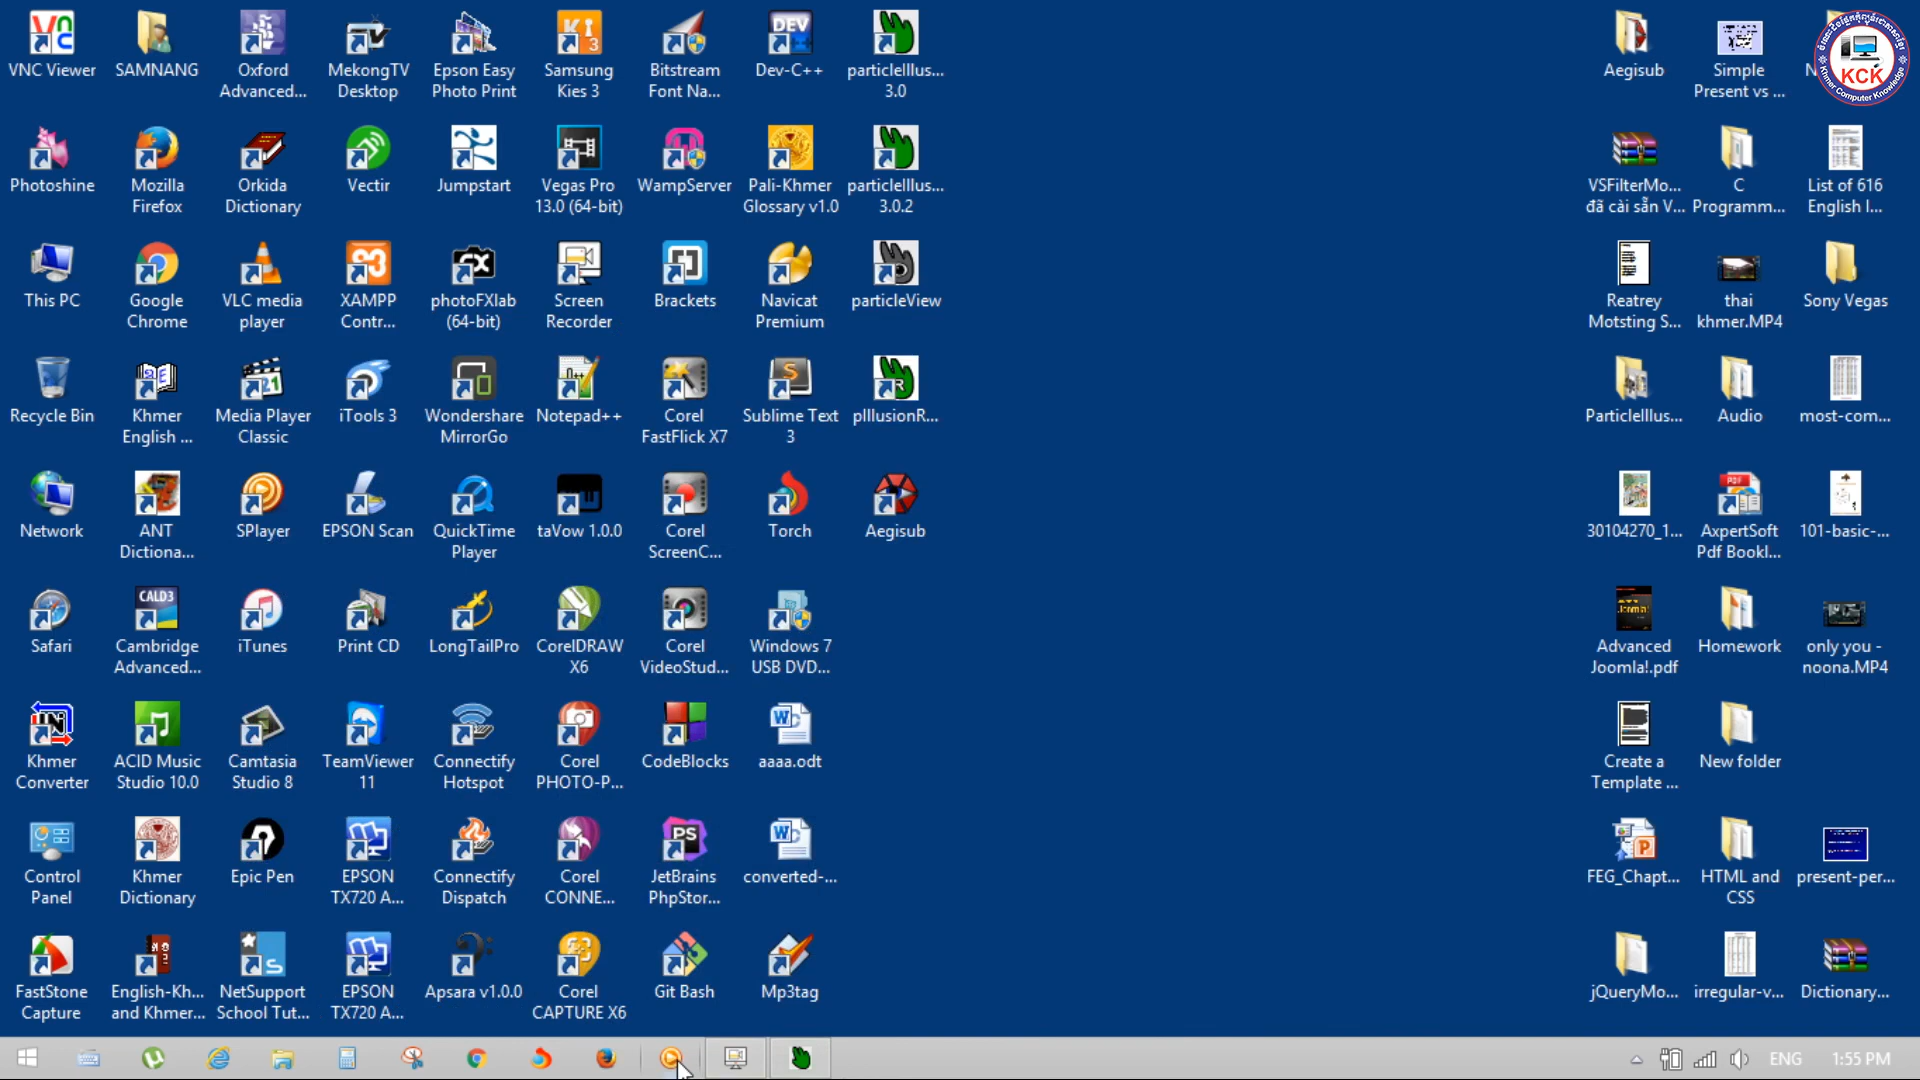 VNC Viewer
SAMNANG
Oxford
Advanced...
MekongTV
Desktop
Epson Easy
Photo Print
Samsung
Kies 3
Bitstream
Font Na...
Dev-C++
particleIllus...
3.0
Aegisub
Simple
Present vs ...
KCK
Khmer Computer Knowledge
Photoshine
Mozilla
Firefox
Orkida
Dictionary
Vectir
Jumpstart
Vegas Pro
13.0 (64-bit)
WampServer
Pali-Khmer
Glossary v1.0
particleIllus...
3.0.2
VSFilterMo...
đã cài sẵn V...
C
Programm...
List of 616
English I...
This PC
Google
Chrome
VLC media
player
XAMPP
Contr...
photoFXlab
(64-bit)
Screen
Recorder
Brackets
Navicat
Premium
particleView
Reatrey
Motsting S...
thai
khmer.MP4
Sony Vegas
Recycle Bin
Khmer
English ...
Media Player
Classic
iTools 3
Wondershare
MirrorGo
Notepad++
Corel
FastFlick X7
Sublime Text
3
pIllusionR...
ParticleIllus...
Audio
most-com...
Network
ANT
Dictiona...
SPlayer
EPSON Scan
QuickTime
Player
taVow 1.0.0
Corel
ScreenC...
Torch
Aegisub
30104270_1...
AxpertSoft
Pdf Bookl...
101-basic-...
Safari
Cambridge
Advanced...
iTunes
Print CD
LongTailPro
CorelDRAW
X6
Corel
VideoStud...
Windows 7
USB DVD...
Advanced
Joomla!.pdf
Homework
only you -
noona.MP4
Khmer
Converter
ACID Music
Studio 10.0
Camtasia
Studio 8
TeamViewer
11
Connectify
Hotspot
Corel
PHOTO-P...
CodeBlocks
aaaa.odt
Create a
Template ...
New folder
Control
Panel
Khmer
Dictionary
Epic Pen
EPSON
TX720 A...
Connectify
Dispatch
Corel
CONNE...
JetBrains
PhpStor...
converted-...
FEG_Chapt...
HTML and
CSS
present-per...
FastStone
Capture
English-Kh...
and Khmer...
NetSupport
School Tut...
EPSON
TX720 A...
Apsara v1.0.0
Corel
CAPTURE X6
Git Bash
Mp3tag
jQueryMo...
irregular-v...
Dictionary...
ENG
1:55 PM